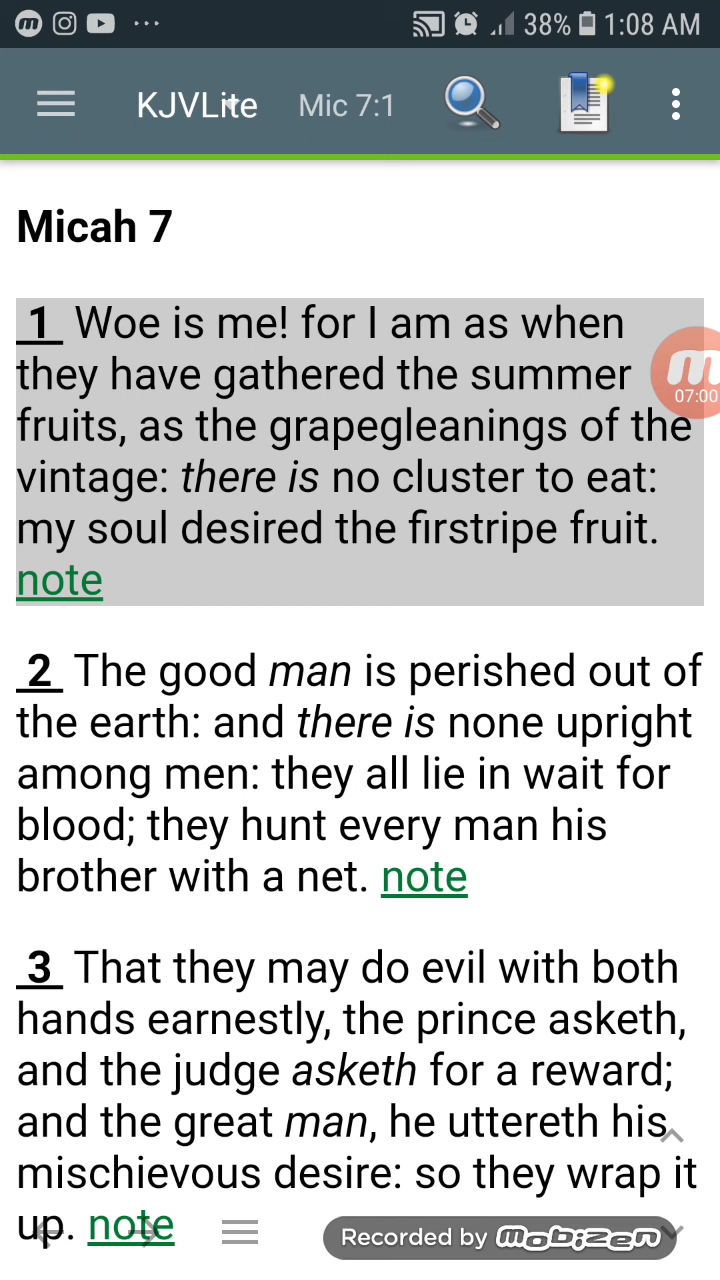 38% 1:08 AM
KJVLite Mic 7:1
Micah 7
1 Woe is me! for I am as when
they have gathered the summer
07:00
fruits, as the grapegleanings of the
vintage: there is no cluster to eat:
my soul desired the firstripe fruit.
note
2 The good man is perished out of
the earth: and there is none upright
among men: they all lie in wait for
blood; they hunt every man his
brother with a net. note
3 That they may do evil with both
hands earnestly, the prince asketh,
and the judge asketh for a reward;
and the great man, he uttereth his
mischievous desire: so they wrap it
up. note
Recorded by mobizen